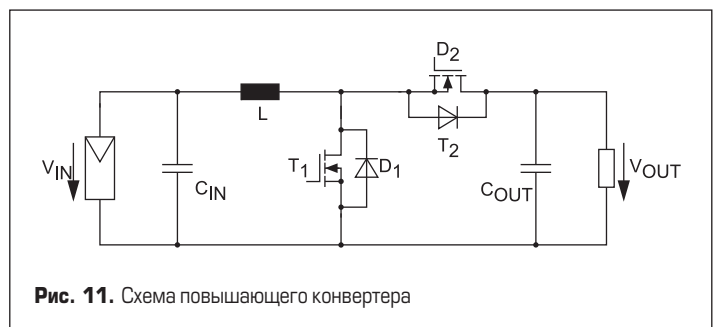 D2
L
T2
VIN
CIN
T1
D1
COUT
VOUT
Рис. 11. Схема повышающего конвертера